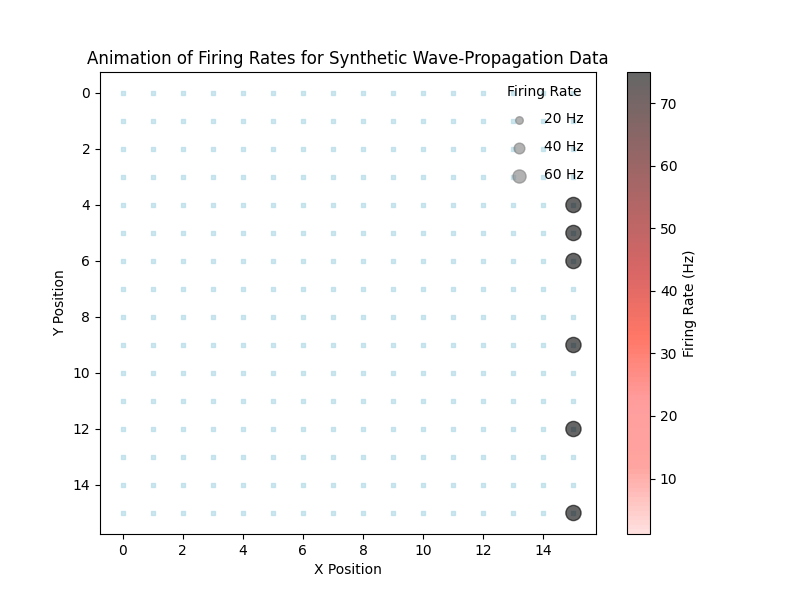 Animation of Firing Rates for Synthetic Wave-Propagation Data
Firing Rate
20 Hz
40 Hz
60 Hz
0
2
4
6
8
10
12
14
Y Position
0 2 4 6 8 10 12 14
X Position
70
60
50
40
30
20
10
Firing Rate (Hz)